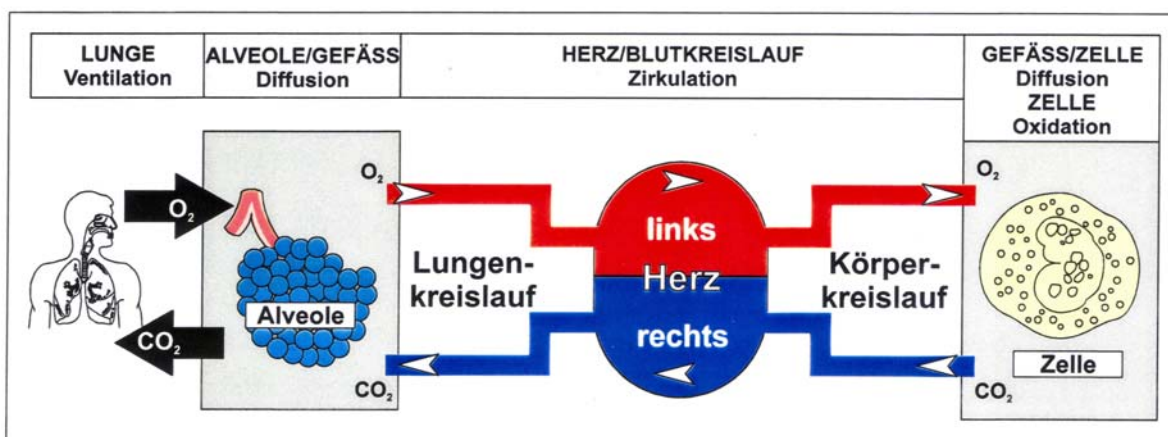 LUNGE
Ventilation
ALVEOLE/GEFÄSS
Diffusion
HERZ/BLUTKREISLAUF
Zirkulation
GEFÄSS/ZELLE
Diffusion
ZELLE
Oxidation
O₂
CO₂
O₂
Alveole
CO₂
Lungen-
kreislauf
links
Herz
rechts
Körper-
kreislauf
O₂
Zelle
CO₂